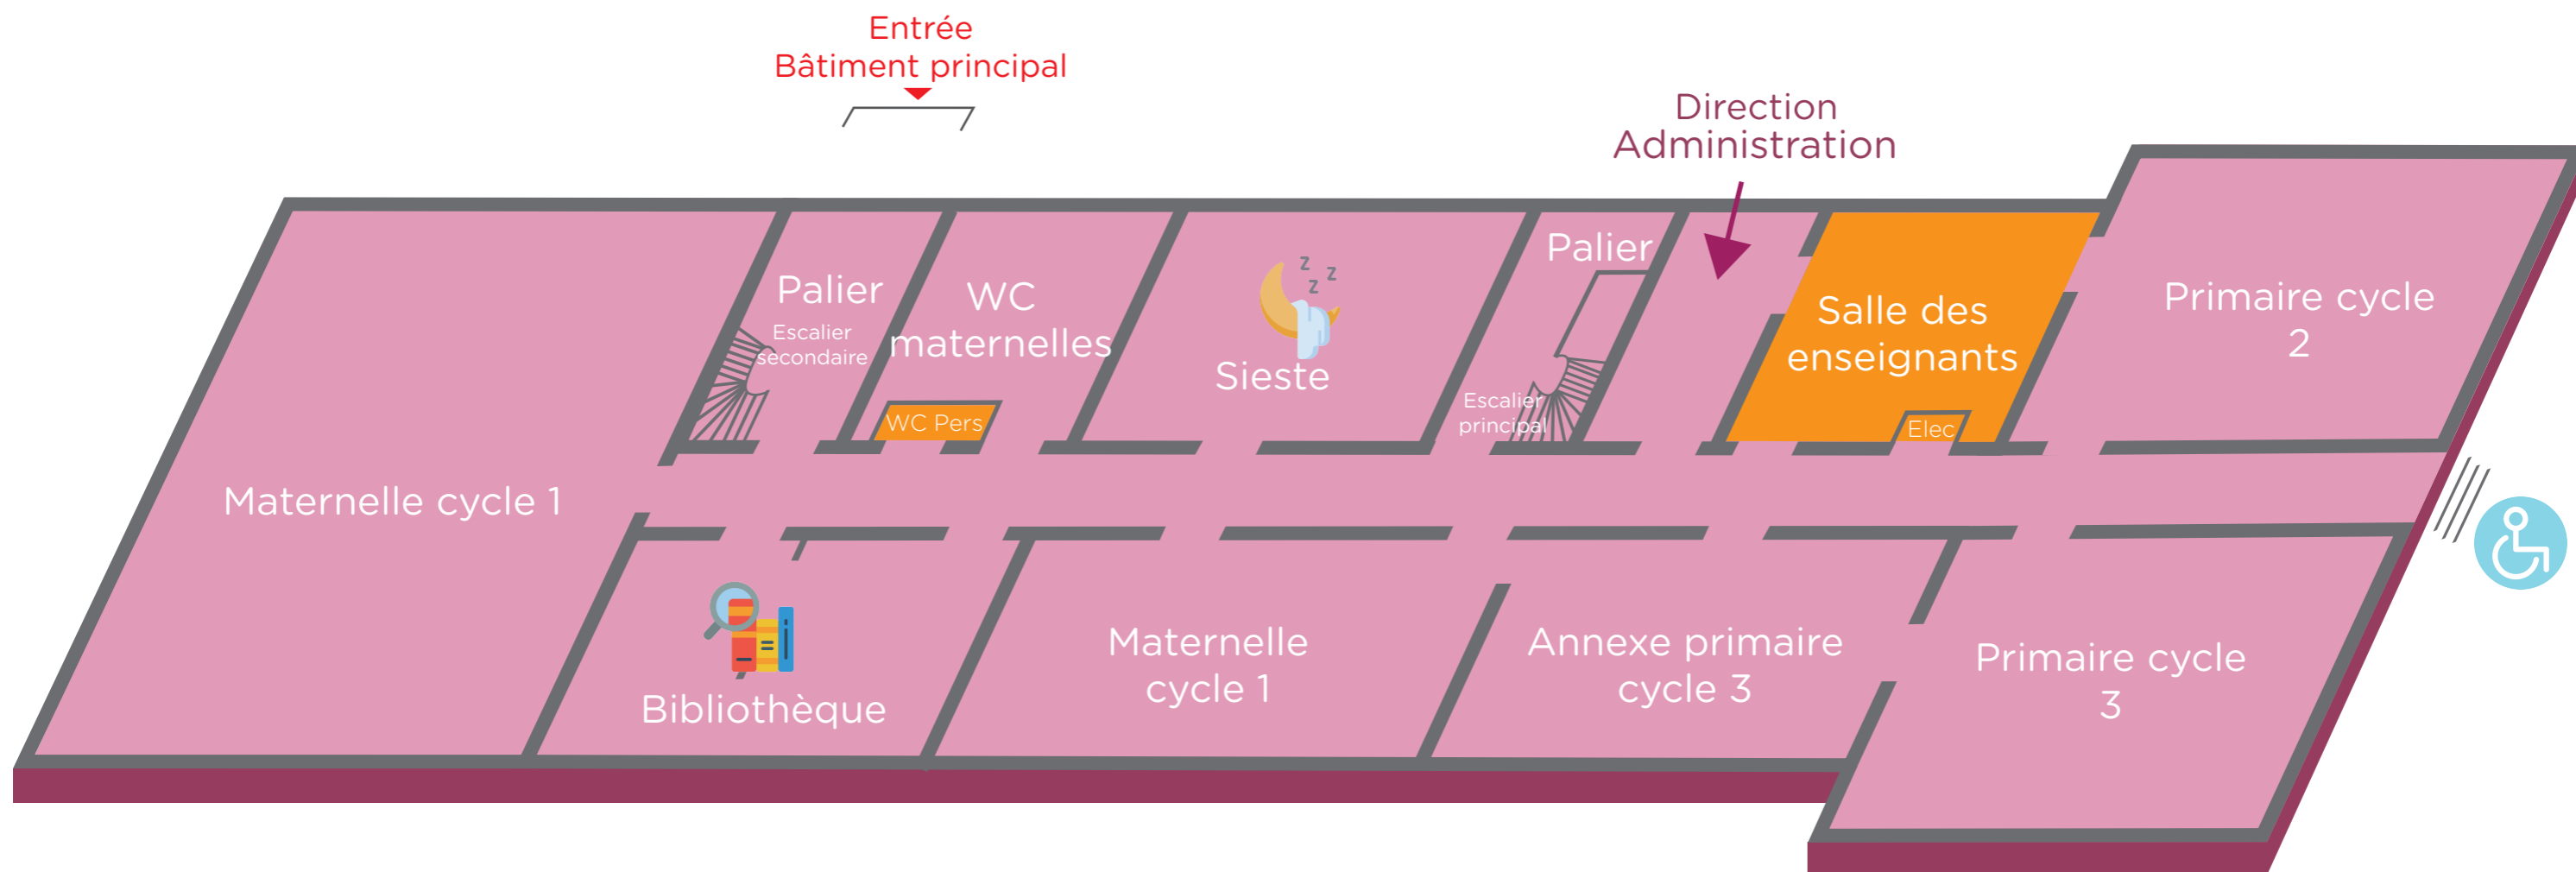 Entrée
Bâtiment principal
Direction
Administration
Palier
Escalier
secondaire
WC
maternelles
WC Pers
Sieste
z
z
z
Palier
Escalier
principal
Salle des
enseignants
Elec
Primaire cycle
2
Maternelle cycle 1
Bibliothèque
Maternelle
cycle 1
Annexe primaire
cycle 3
Primaire cycle
3